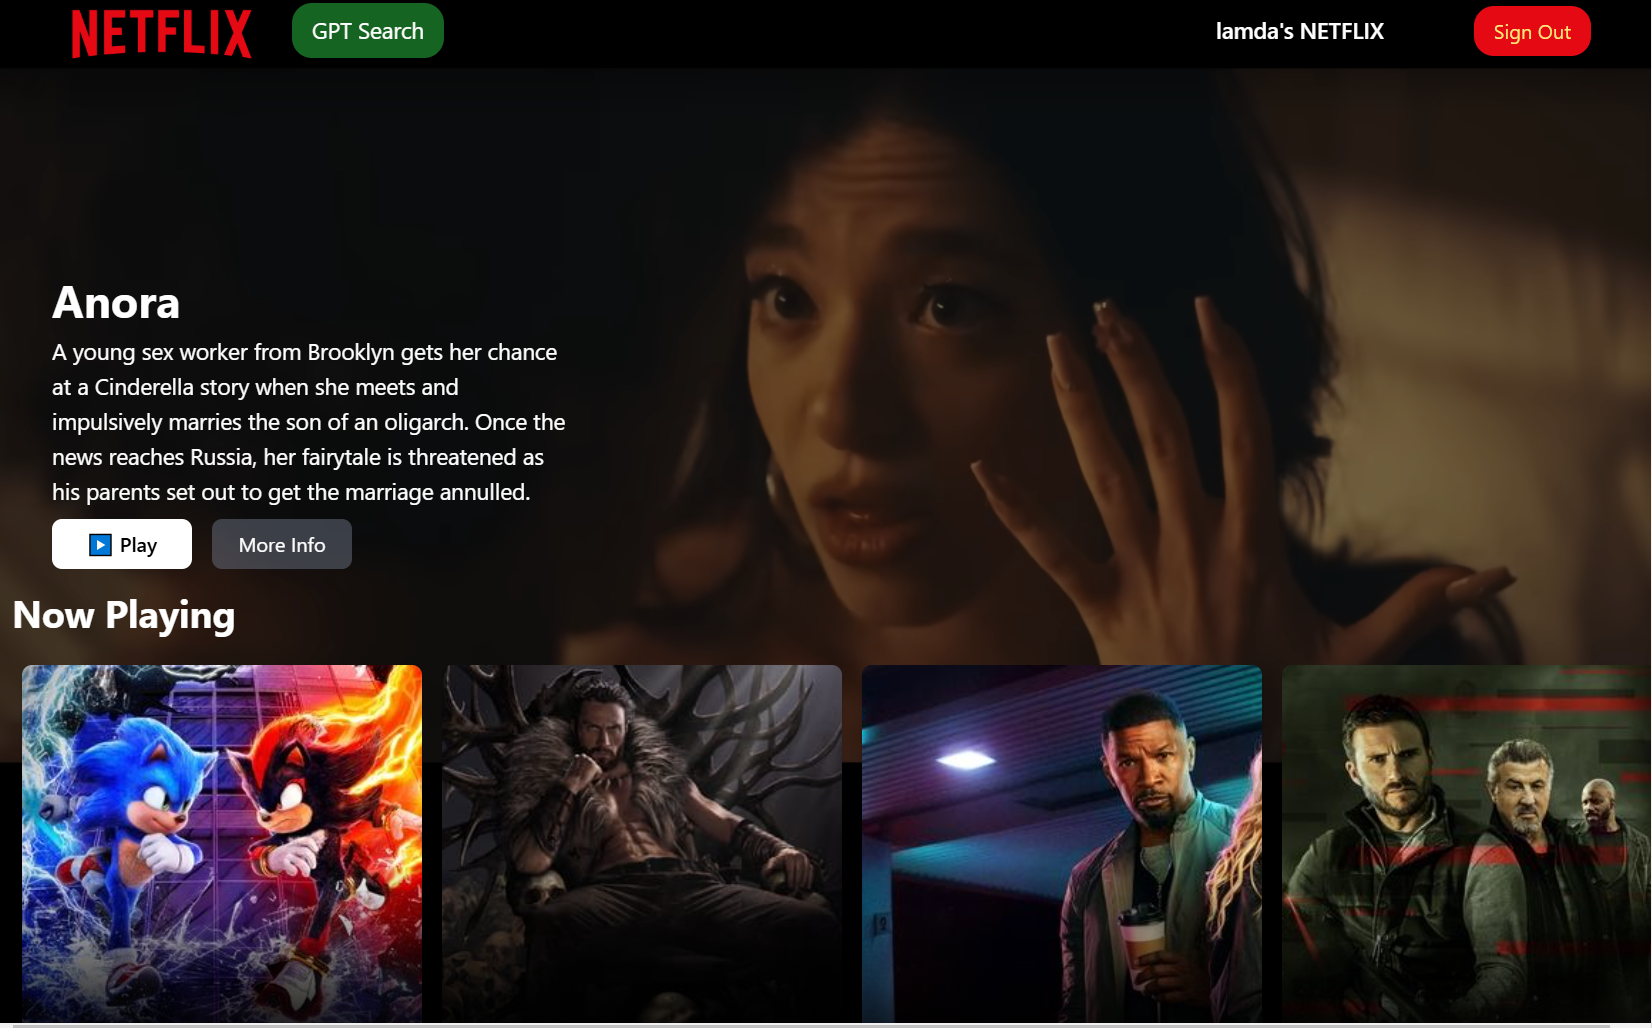 NETFLIX
GPT Search
lamda's NETFLIX
Sign Out
Anora
A young sex worker from Brooklyn gets her chance
at a Cinderella story when she meets and
impulsively marries the son of an oligarch. Once the
news reaches Russia, her fairytale is threatened as
his parents set out to get the marriage annulled.
Play
More Info
Now Playing